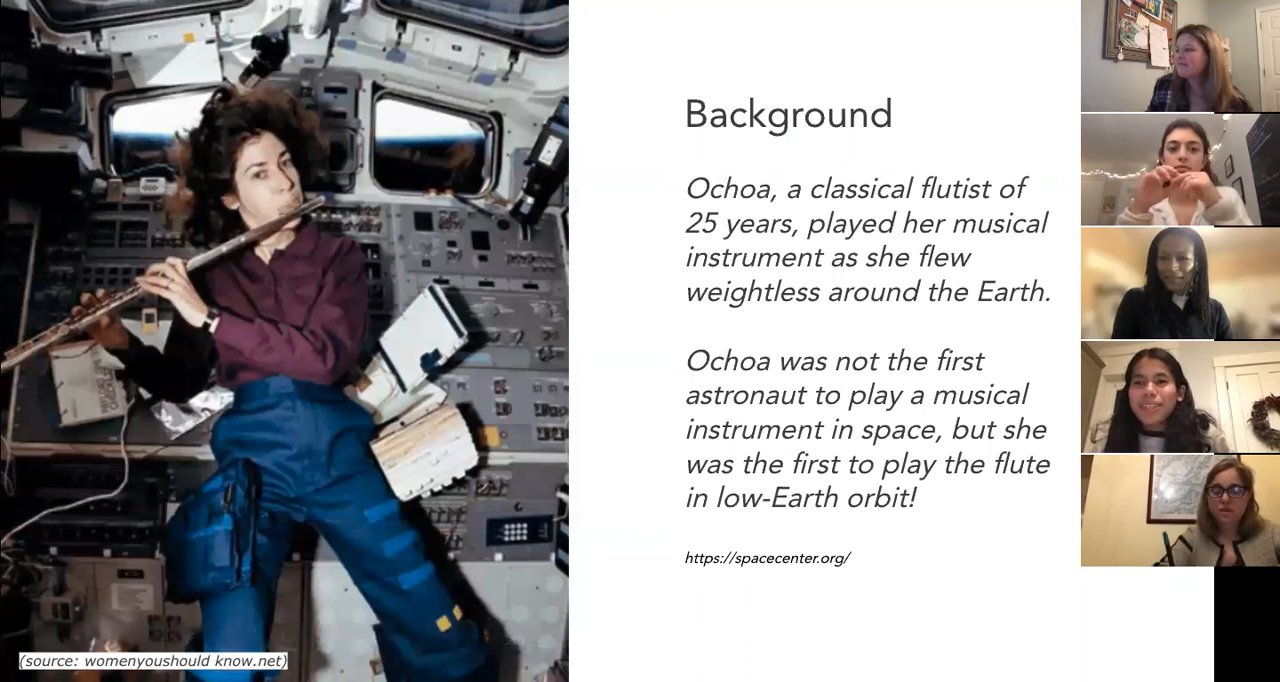 Background
Ochoa, a classical flutist of
25 years, played her musical
instrument as she flew
weightless around the Earth.
Ochoa was not the first
astronaut to play a musical
instrument in space, but she
was the first to play the flute
in low-Earth orbit!
https://spacecenter.org/
(source: womenyoushould know.net)